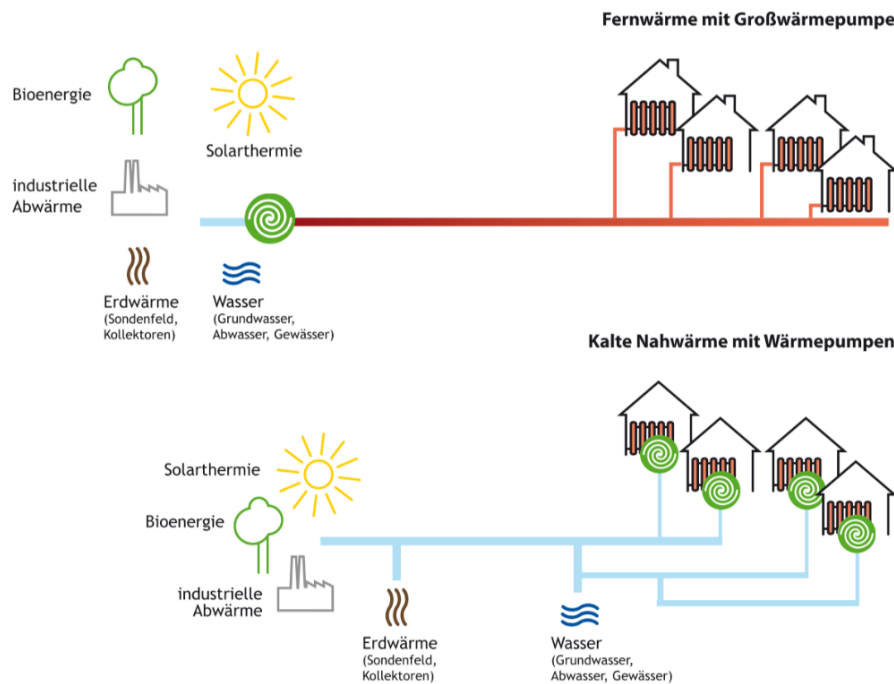 Fernwärme mit Großwärmepumpe
Bioenergie
Solarthermie
industrielle
Abwärme
Erdwärme
(Sondenfeld,
Kollektoren)
Wasser
(Grundwasser,
Abwasser, Gewässer)
Kalte Nahwärme mit Wärmepumpen
Solarthermie
Bioenergie
industrielle
Abwärme
Erdwärme
(Sondenfeld,
Kollektoren)
Wasser
(Grundwasser,
Abwasser, Gewässer)